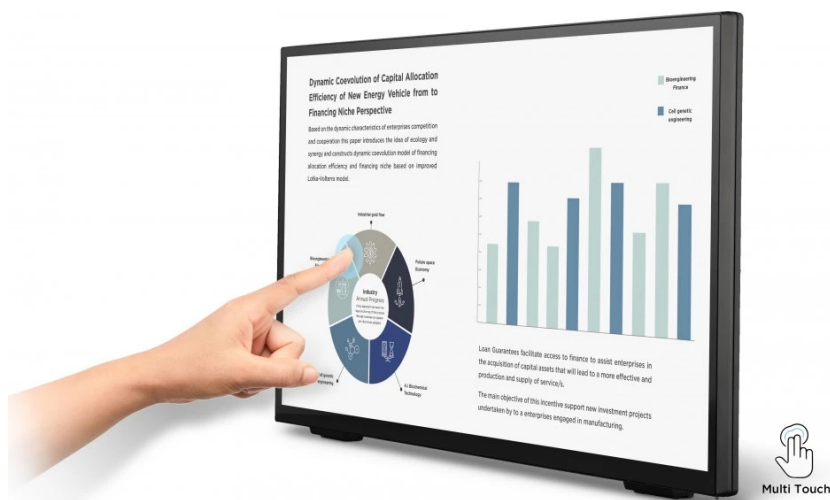 Dynamic Coevolution of Capital Allocation
Efficiency of New Energy Vehicle from to
Financing Niche Perspective
Based on the dynamic characteristics of enterprises competition
and cooperation this paper introduces the idea of ecology and
synergy and constructs dynamic coevolution model of financing
allocation efficiency and financing niche based on improved
Lotka-Volterra model.
Industrial post flow
Future space
Economy
Industry
Annual Progress
A.I Biochemical
Technology
engineering
Bioengineering
Finance
Cell genetic
engineering
Loan Guarantees facilitate access to finance to assist enterprises in
the acquisition of capital assets that will lead to a more effective and
production and supply of service/s.
The main objective of this incentive support new investment projects
undertaken by to a enterprises engaged in manufacturing.
Multi Touch